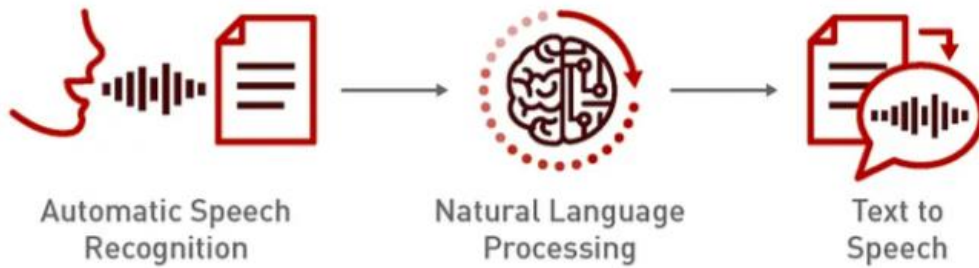 Automatic Speech
Recognition
Natural Language
Processing
Text to
Speech